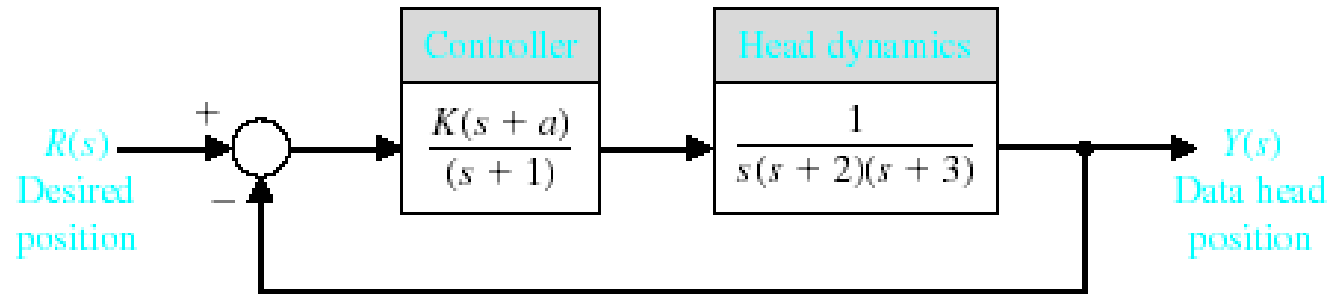 Controller
K(s + a)
(s + 1)
Head dynamics
1
s(s + 2)(s + 3)
+
−
R(s)
Desired
position
Y(s)
Data head
position